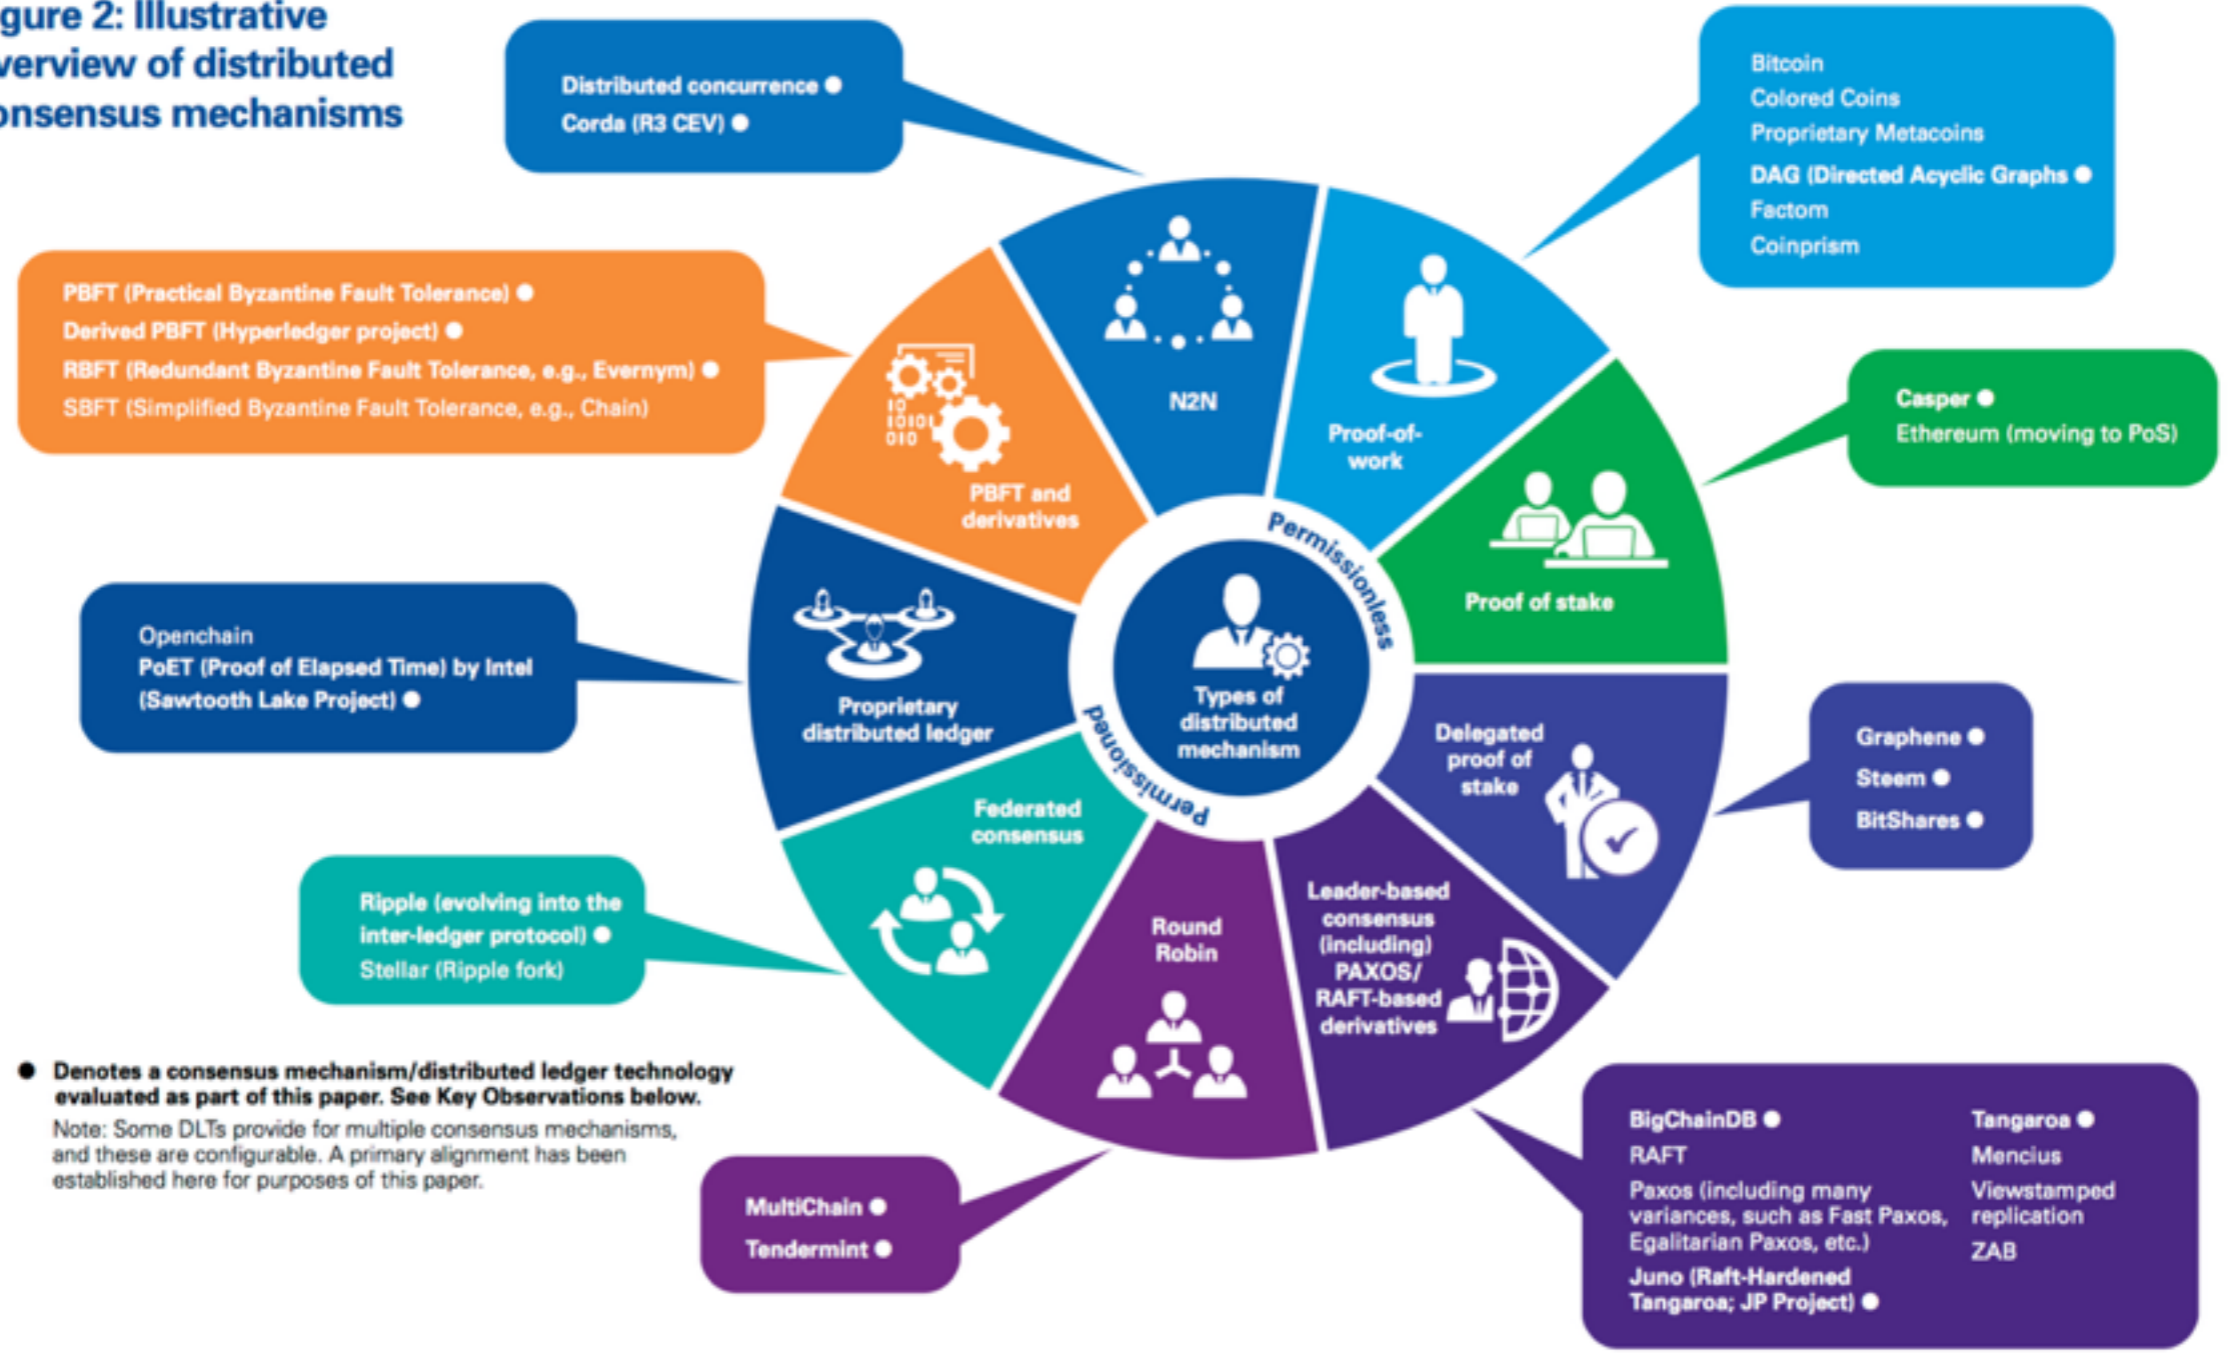 gure 2: Illustrative
verview of distributed
onsensus mechanisms
Distributed concurrence ●
Corda (R3 CEV) ●
Bitcoin
Colored Coins
Proprietary Metacoins
DAG (Directed Acyclic Graphs ●
Factom
Coinprism
PBFT (Practical Byzantine Fault Tolerance) ●
Derived PBFT (Hyperledger project) ●
RBFT (Redundant Byzantine Fault Tolerance, e.g., Evernym) ●
SBFT (Simplified Byzantine Fault Tolerance, e.g., Chain)
Casper ●
Ethereum (moving to PoS)
Openchain
PoET (Proof of Elapsed Time) by Intel
(Sawtooth Lake Project) ●
Graphene ●
Steem ●
BitShares ●
Ripple (evolving into the
inter-ledger protocol) ●
Stellar (Ripple fork)
N2N
Proof-of-
work
Proof of stake
Delegated
proof of
stake
Leader-based
consensus
(including)
PAXOS/
RAFT-based
derivatives
Round
Robin
Federated
consensus
Proprietary
distributed ledger
10
10101
010
PBFT and
derivatives
Permissionless
Permissioned
Types of
distributed
mechanism
● Denotes a consensus mechanism/distributed ledger technology
evaluated as part of this paper. See Key Observations below.
Note: Some DLTs provide for multiple consensus mechanisms,
and these are configurable. A primary alignment has been
established here for purposes of this paper.
MultiChain ●
Tendermint ●
BigChainDB ●
RAFT
Paxos (including many
variances, such as Fast Paxos,
Egalitarian Paxos, etc.)
Juno (Raft-Hardened
Tangaroa; JP Project) ●
Tangaroa ●
Mencius
Viewstamped
replication
ZAB